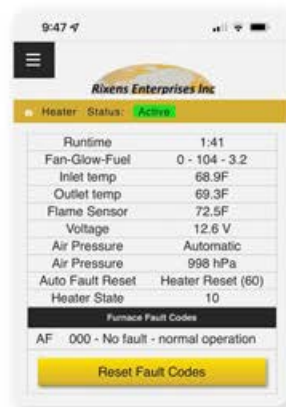 9:47
Rixens Enterprises Inc
Heater Status: Active
Runtime 1:41
Fan-Glow-Fuel 0 - 104 - 3.2
Inlet temp 68.9F
Outlet temp 69.3F
Flame Sensor 72.5F
Voltage 12.6 V
Air Pressure Automatic
Air Pressure 998 hPa
Auto Fault Reset Heater Reset (60)
Heater State 10
Furnace Fault Codes
AF 000 - No fault - normal operation
Reset Fault Codes